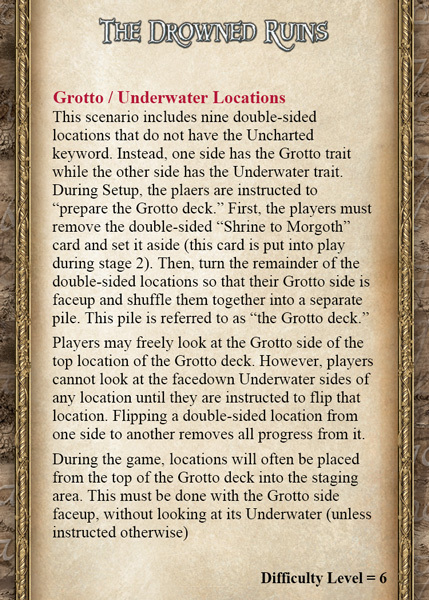 The Drowned Ruins
Grotto / Underwater Locations
This scenario includes nine double-sided
locations that do not have the Uncharted
keyword. Instead, one side has the Grotto trait
while the other side has the Underwater trait.
During Setup, the plaers are instructed to
“prepare the Grotto deck.” First, the players must
remove the double-sided “Shrine to Morgoth”
card and set it aside (this card is put into play
during stage 2). Then, turn the remainder of the
double-sided locations so that their Grotto side is
faceup and shuffle them together into a separate
pile. This pile is referred to as “the Grotto deck.”
Players may freely look at the Grotto side of the
top location of the Grotto deck. However, players
cannot look at the facedown Underwater sides of
any location until they are instructed to flip that
location. Flipping a double-sided location from
one side to another removes all progress from it.
During the game, locations will often be placed
from the top of the Grotto deck into the staging
area. This must be done with the Grotto side
faceup, without looking at its Underwater (unless
instructed otherwise)
Difficulty Level = 6